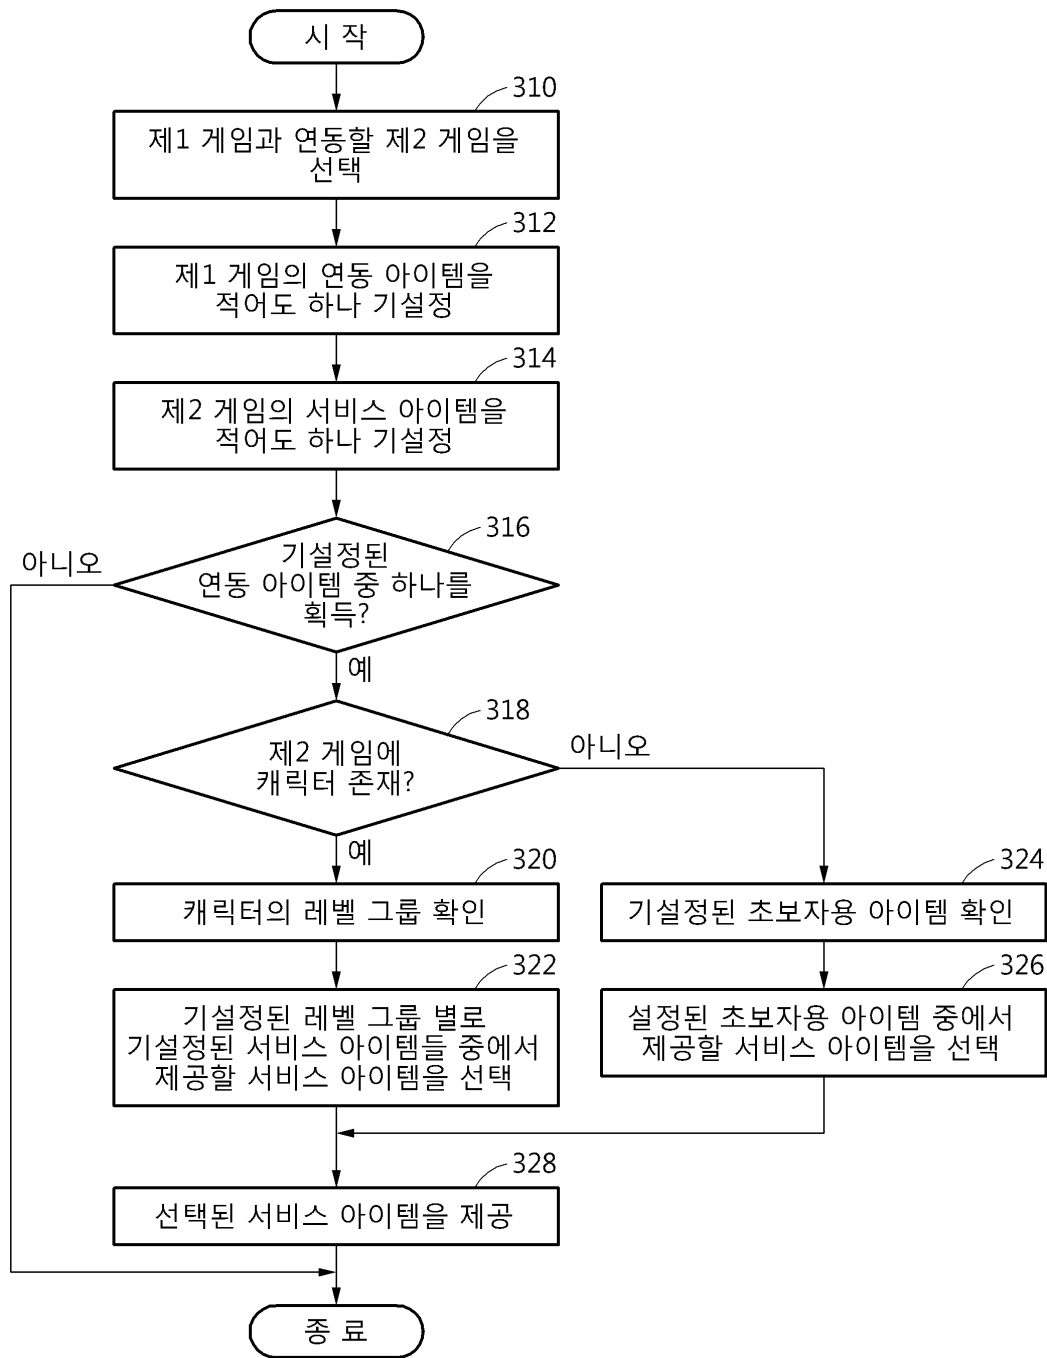 시 작
310
제1 게임과 연동할 제2 게임을
선택
312
제1 게임의 연동 아이템을
적어도 하나 기설정
314
제2 게임의 서비스 아이템을
적어도 하나 기설정
316
기설정된
연동 아이템 중 하나를
획득?
아니오
예
318
제2 게임에
캐릭터 존재?
아니오
예
320
캐릭터의 레벨 그룹 확인
324
기설정된 초보자용 아이템 확인
322
기설정된 레벨 그룹 별로
기설정된 서비스 아이템들 중에서
제공할 서비스 아이템을 선택
326
설정된 초보자용 아이템 중에서
제공할 서비스 아이템을 선택
328
선택된 서비스 아이템을 제공
종 료